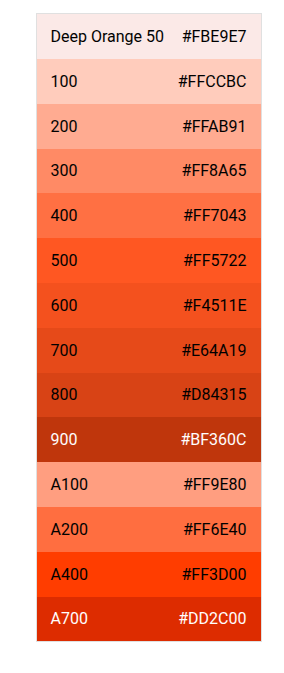 Deep Orange 50 #FBE9E7
100 #FFCCBC
200 #FFAB91
300 #FF8A65
400 #FF7043
500 #FF5722
600 #F4511E
700 #E64A19
800 #D84315
900 #BF360C
A100 #FF9E80
A200 #FF6E40
A400 #FF3D00
A700 #DD2C00